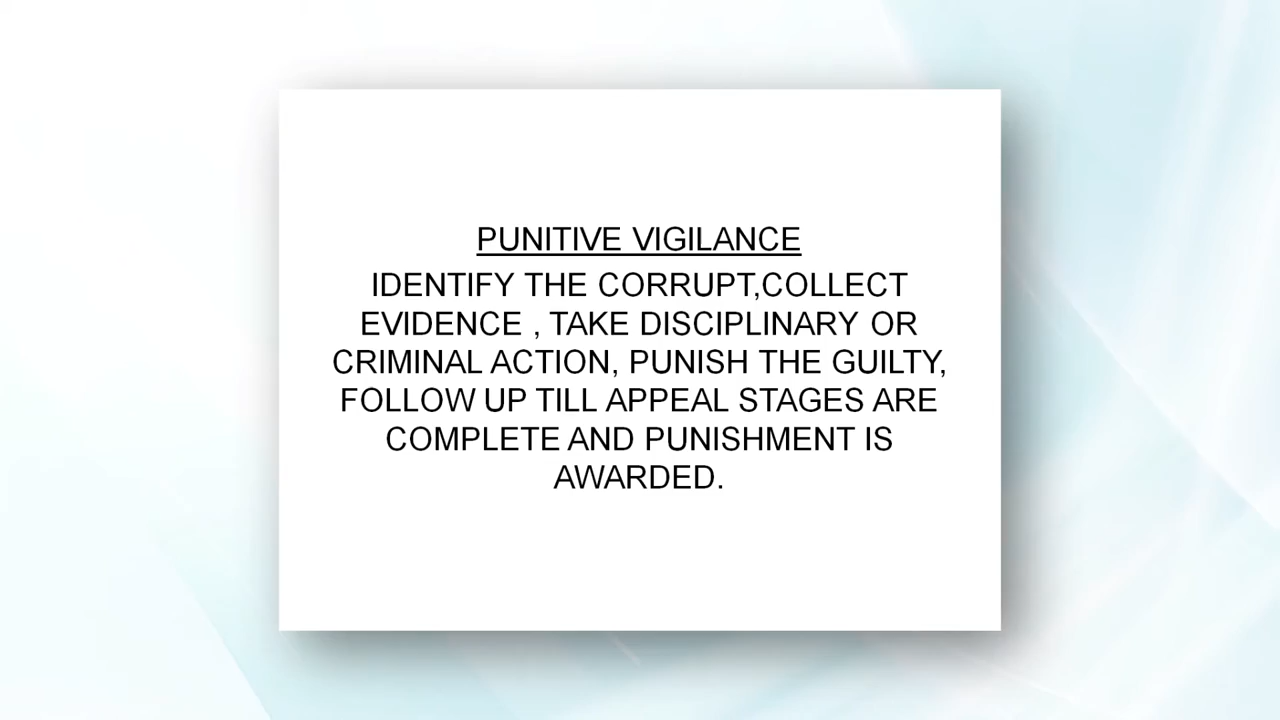 PUNITIVE VIGILANCE
IDENTIFY THE CORRUPT,COLLECT
EVIDENCE , TAKE DISCIPLINARY OR
CRIMINAL ACTION, PUNISH THE GUILTY,
FOLLOW UP TILL APPEAL STAGES ARE
COMPLETE AND PUNISHMENT IS
AWARDED.